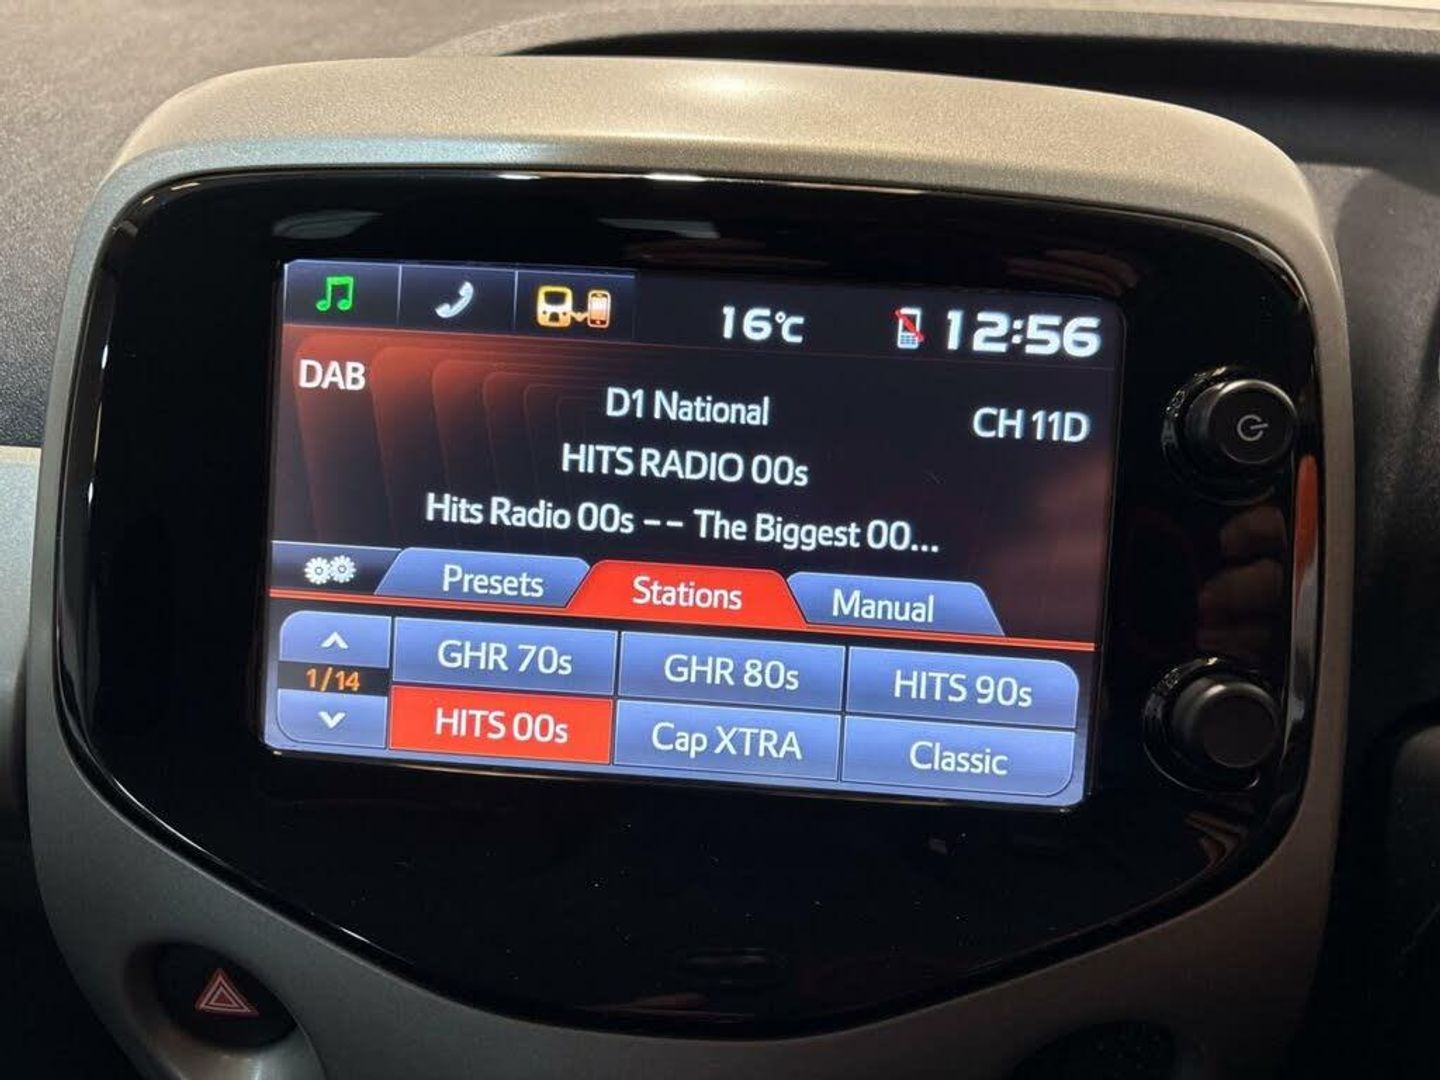 16°C 12:56
DAB
D1 National
CH 11D
HITS RADIO 00s
Hits Radio 00s -- The Biggest 00...
Presets Stations Manual
GHR 70s GHR 80s HITS 90s
1/14
HITS 00s Cap XTRA Classic